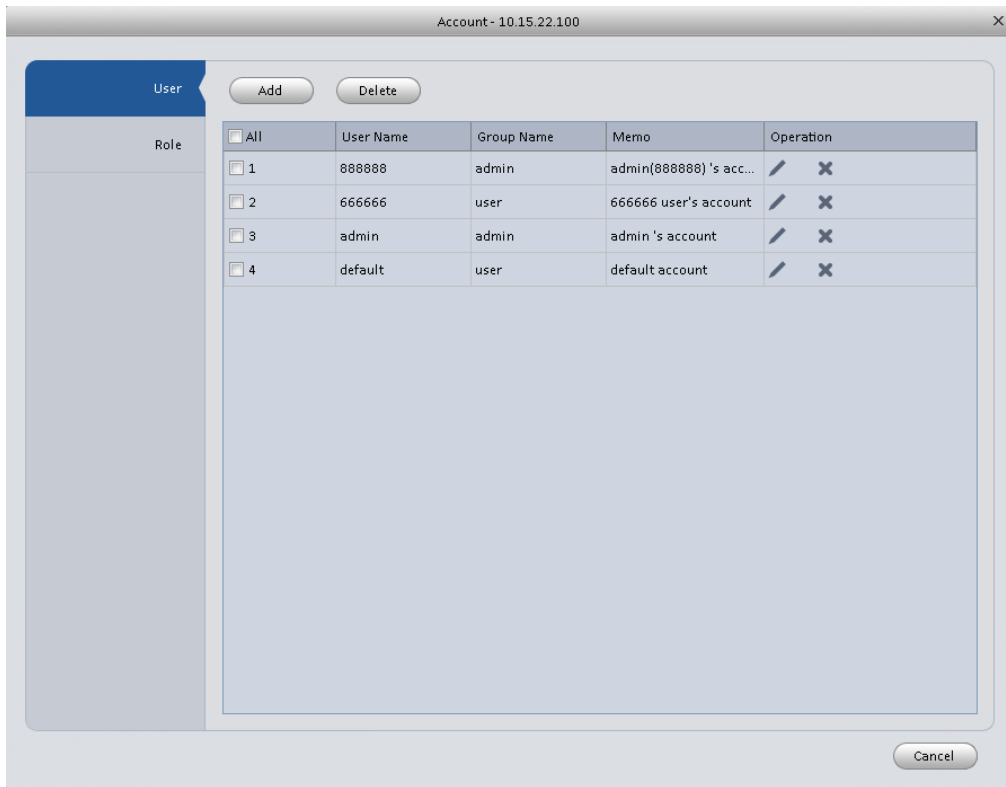 Account - 10.15.22.100
User
Role
Add Delete
All User Name Group Name Memo Operation
1 888888 admin admin(888888) 's acc...
2 666666 user 666666 user's account
3 admin admin admin 's account
4 default user default account
Cancel